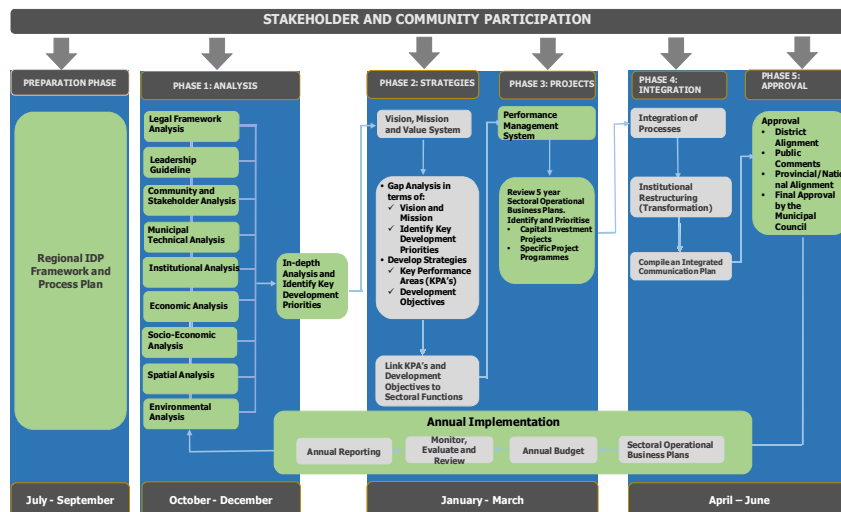 STAKEHOLDER AND COMMUNITY PARTICIPATION
PREPARATION PHASE
Regional IDP
Framework and
Process Plan
July - September
PHASE 1: ANALYSIS
Legal Framework
Analysis
Leadership
Guideline
Community and
Stakeholder Analysis
Municipal
Technical Analysis
Institutional Analysis
Economic Analysis
Socio-Economic
Analysis
Spatial Analysis
Environmental
Analysis
In-depth
Analysis and
Identify Key
Development
Priorities
October - December
PHASE 2: STRATEGIES
Vision, Mission
and Value System
• Gap Analysis in
terms of:
✓ Vision and
Mission
✓ Identify Key
Development
Priorities
• Develop Strategies
✓ Key Performance
Areas (KPA's)
✓ Development
Objectives
Link KPA's and
Development
Objectives to
Sectoral Functions
PHASE 3: PROJECTS
Performance
Management
System
Review 5 year
Sectoral Operational
Business Plans.
Identify and Prioritise
• Capital Investment
Projects
• Specific Project
Programmes
January - March
PHASE 4:
INTEGRATION
Integration of
Processes
Institutional
Restructuring
(Transformation)
Compile an Integrated
Communication Plan
PHASE 5:
APPROVAL
Approval
• District
Alignment
• Public
Comments
• Provincial/Natio
nal Alignment
• Final Approval
by the
Municipal
Council
April – June
Annual Implementation
Annual Reporting
Monitor,
Evaluate and
Review
Annual Budget
Sectoral Operational
Business Plans